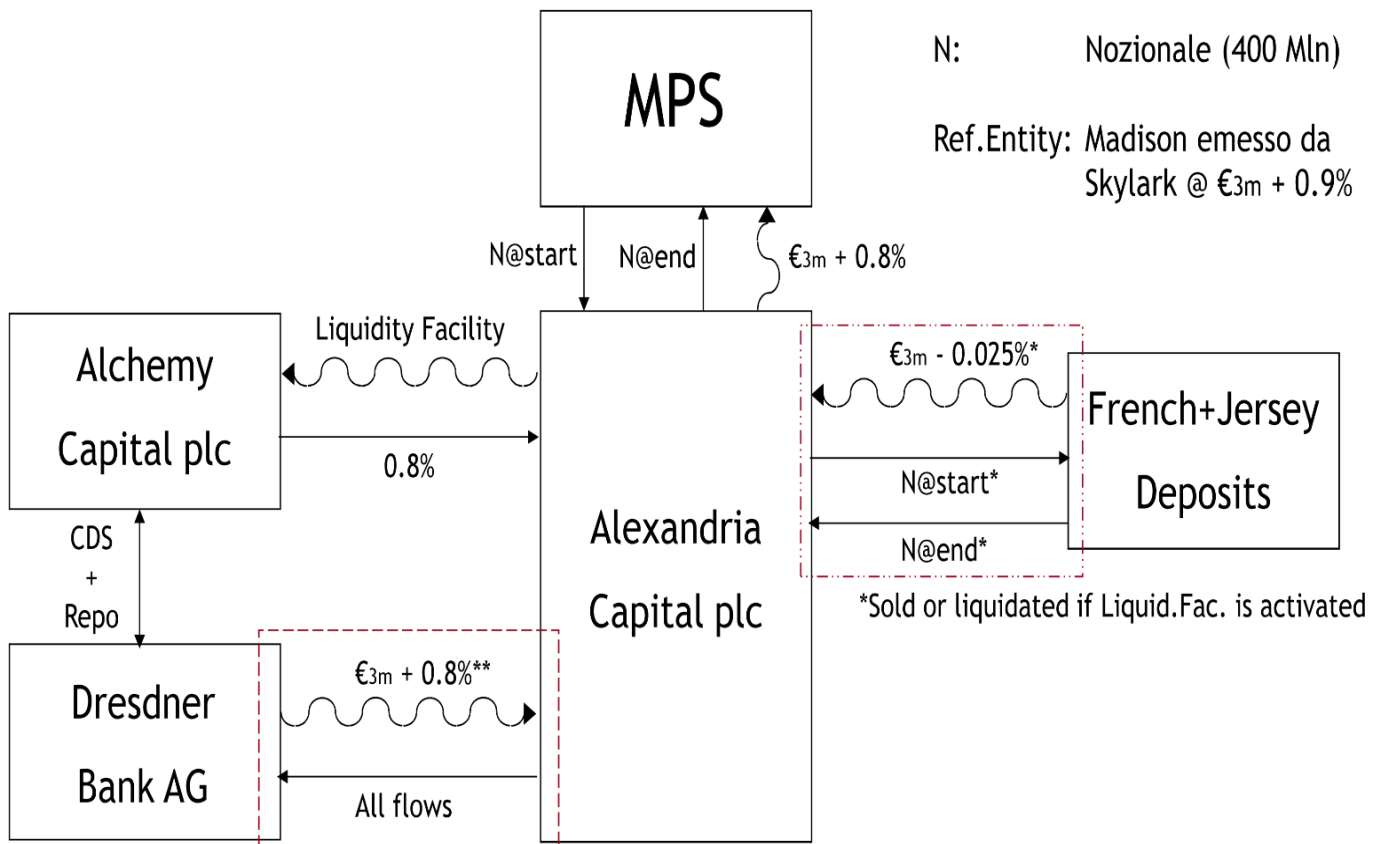 MPS
N: Nozionale (400 Mln)
Ref.Entity: Madison emesso da
Skylark @ €3m + 0.9%
N@start
N@end
€3m + 0.8%
Alchemy
Capital plc
Liquidity Facility
0.8%
€3m - 0.025%*
N@start*
N@end*
French+Jersey
Deposits
*Sold or liquidated if Liquid.Fac. is activated
Alexandria
Capital plc
CDS
+
Repo
Dresdner
Bank AG
€3m + 0.8%**
All flows